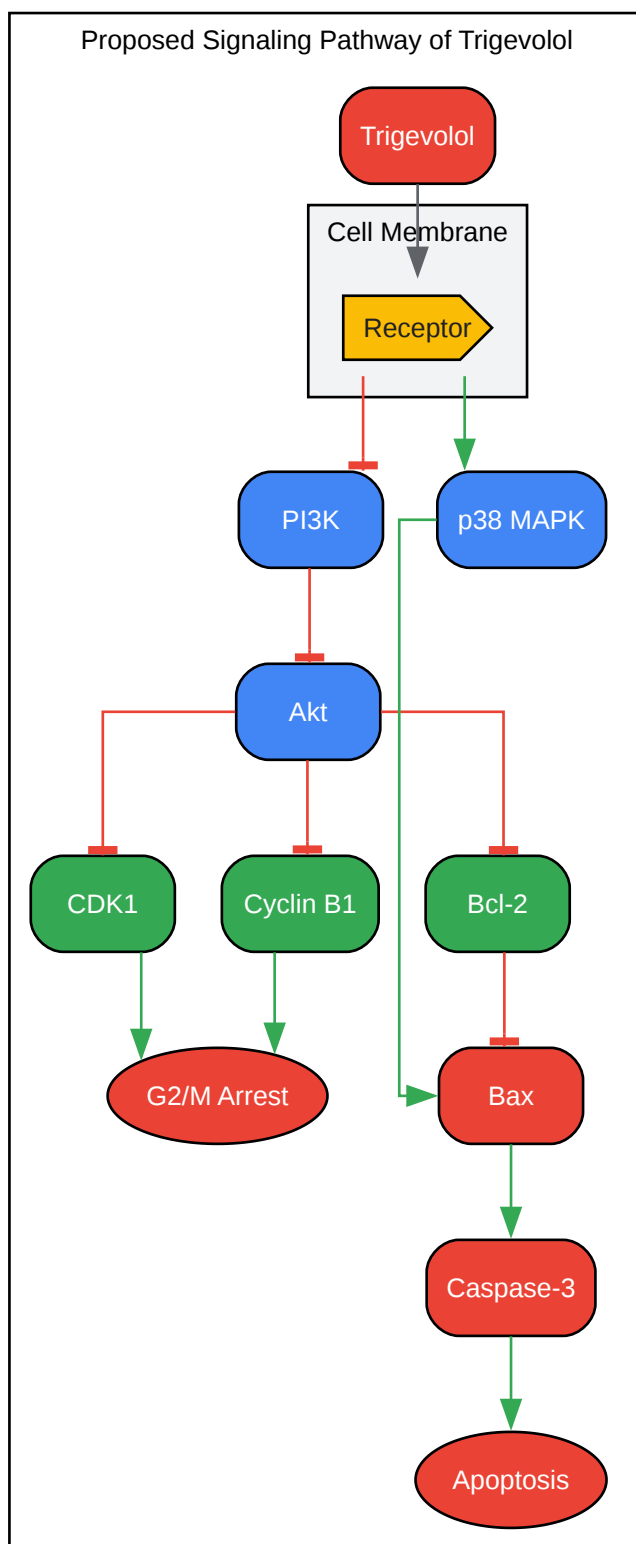 Proposed Signaling Pathway of Trigevolol
Trigevolol
Cell Membrane
Receptor
PI3K
p38 MAPK
Akt
CDK1
Cyclin B1
Bcl-2
G2/M Arrest
Bax
Caspase-3
Apoptosis